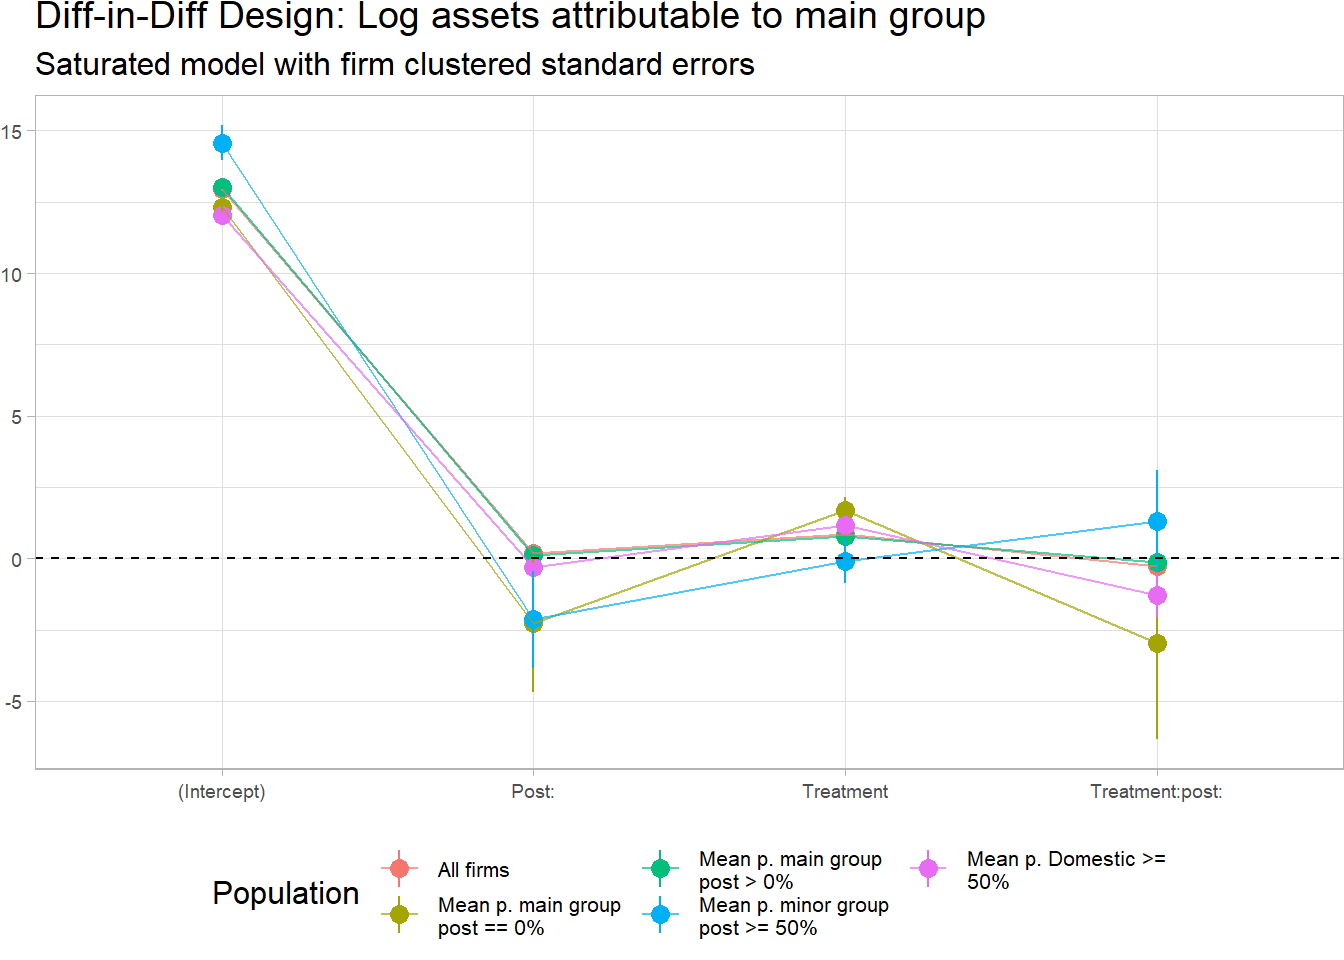 Diff-in-Diff Design: Log assets attributable to main group
Saturated model with firm clustered standard errors
15
10
5
0
-5
(Intercept)
Post:
Treatment
Treatment:post:
Population
All firms
Mean p. main group
post == 0%
Mean p. main group
post > 0%
Mean p. minor group
post >= 50%
Mean p. Domestic >=
50%